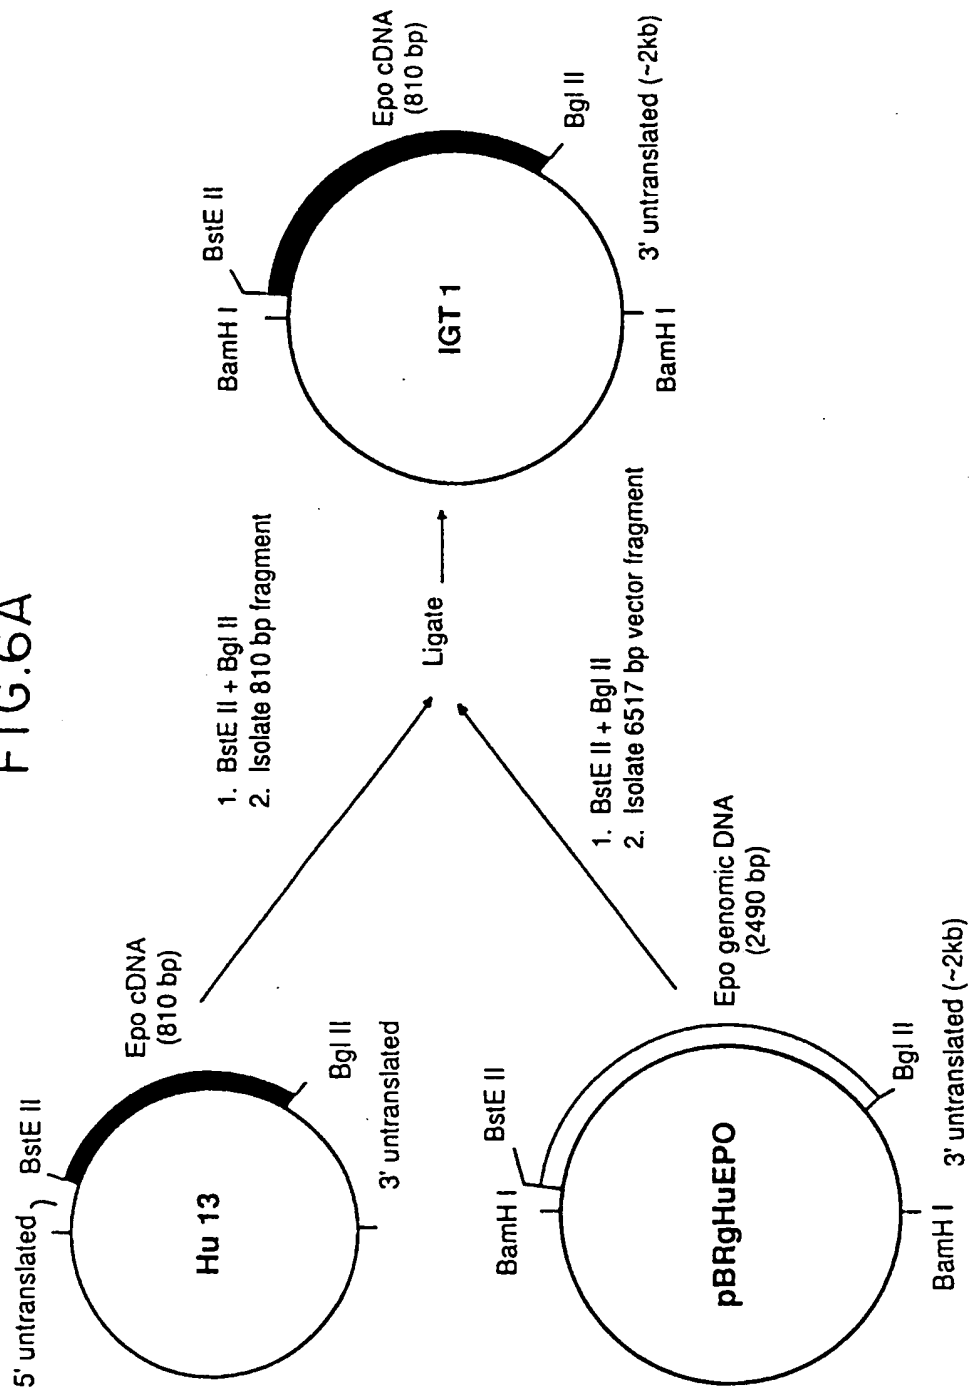 FIG.6A
5' untranslated
BstE II
Epo cDNA
(810 bp)
Hu 13
Bgl II
3' untranslated
1. BstE II + Bgl II
2. Isolate 810 bp fragment
BamH I
BstE II
Epo genomic DNA
(2490 bp)
pBRgHuEPO
Bgl II
BamH I
3' untranslated (~2kb)
1. BstE II + Bgl II
2. Isolate 6517 bp vector fragment
Ligate
BamH I
BstE II
Epo cDNA
(810 bp)
IGT 1
Bgl II
BamH I
3' untranslated (~2kb)